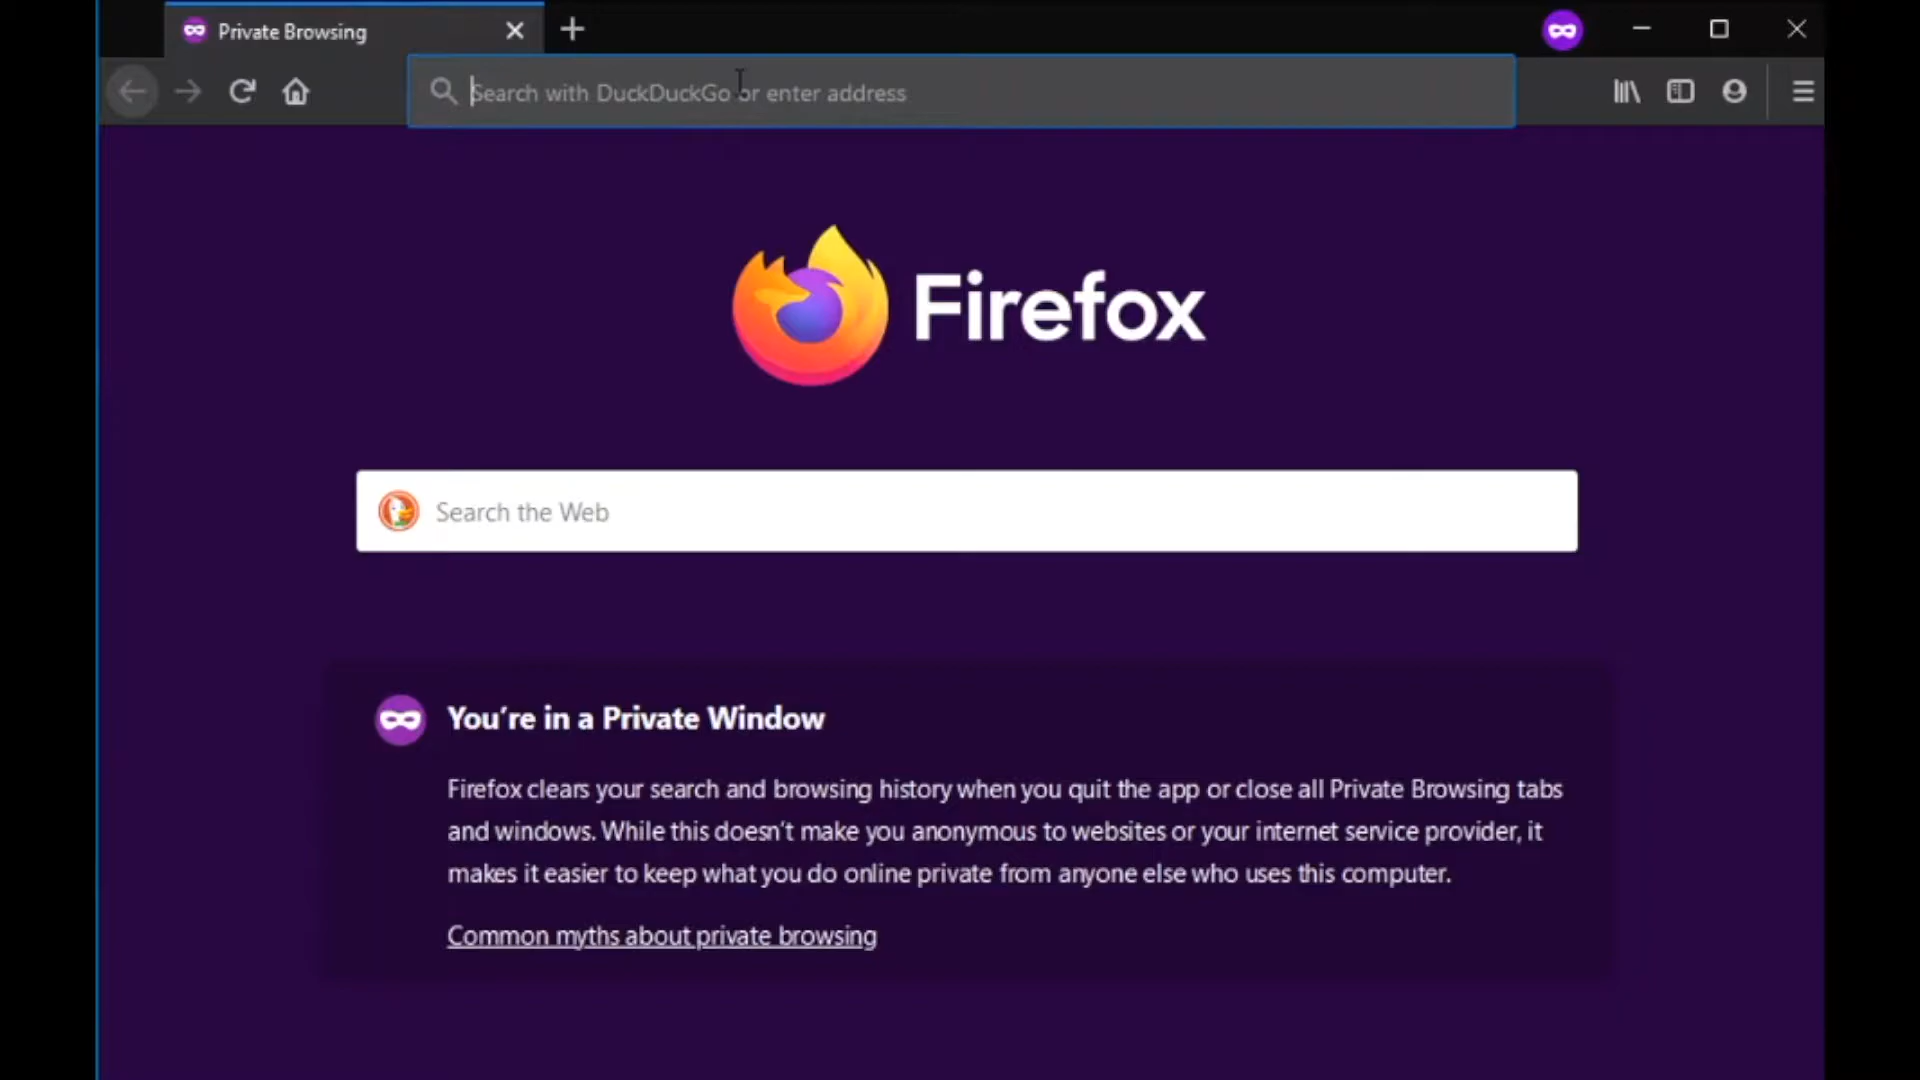 Private Browsing
Search with DuckDuckGo or enter address
Firefox
Search the Web
You're in a Private Window
Firefox clears your search and browsing history when you quit the app or close all Private Browsing tabs
and windows. While this doesn't make you anonymous to websites or your internet service provider, it
makes it easier to keep what you do online private from anyone else who uses this computer.
Common myths about private browsing